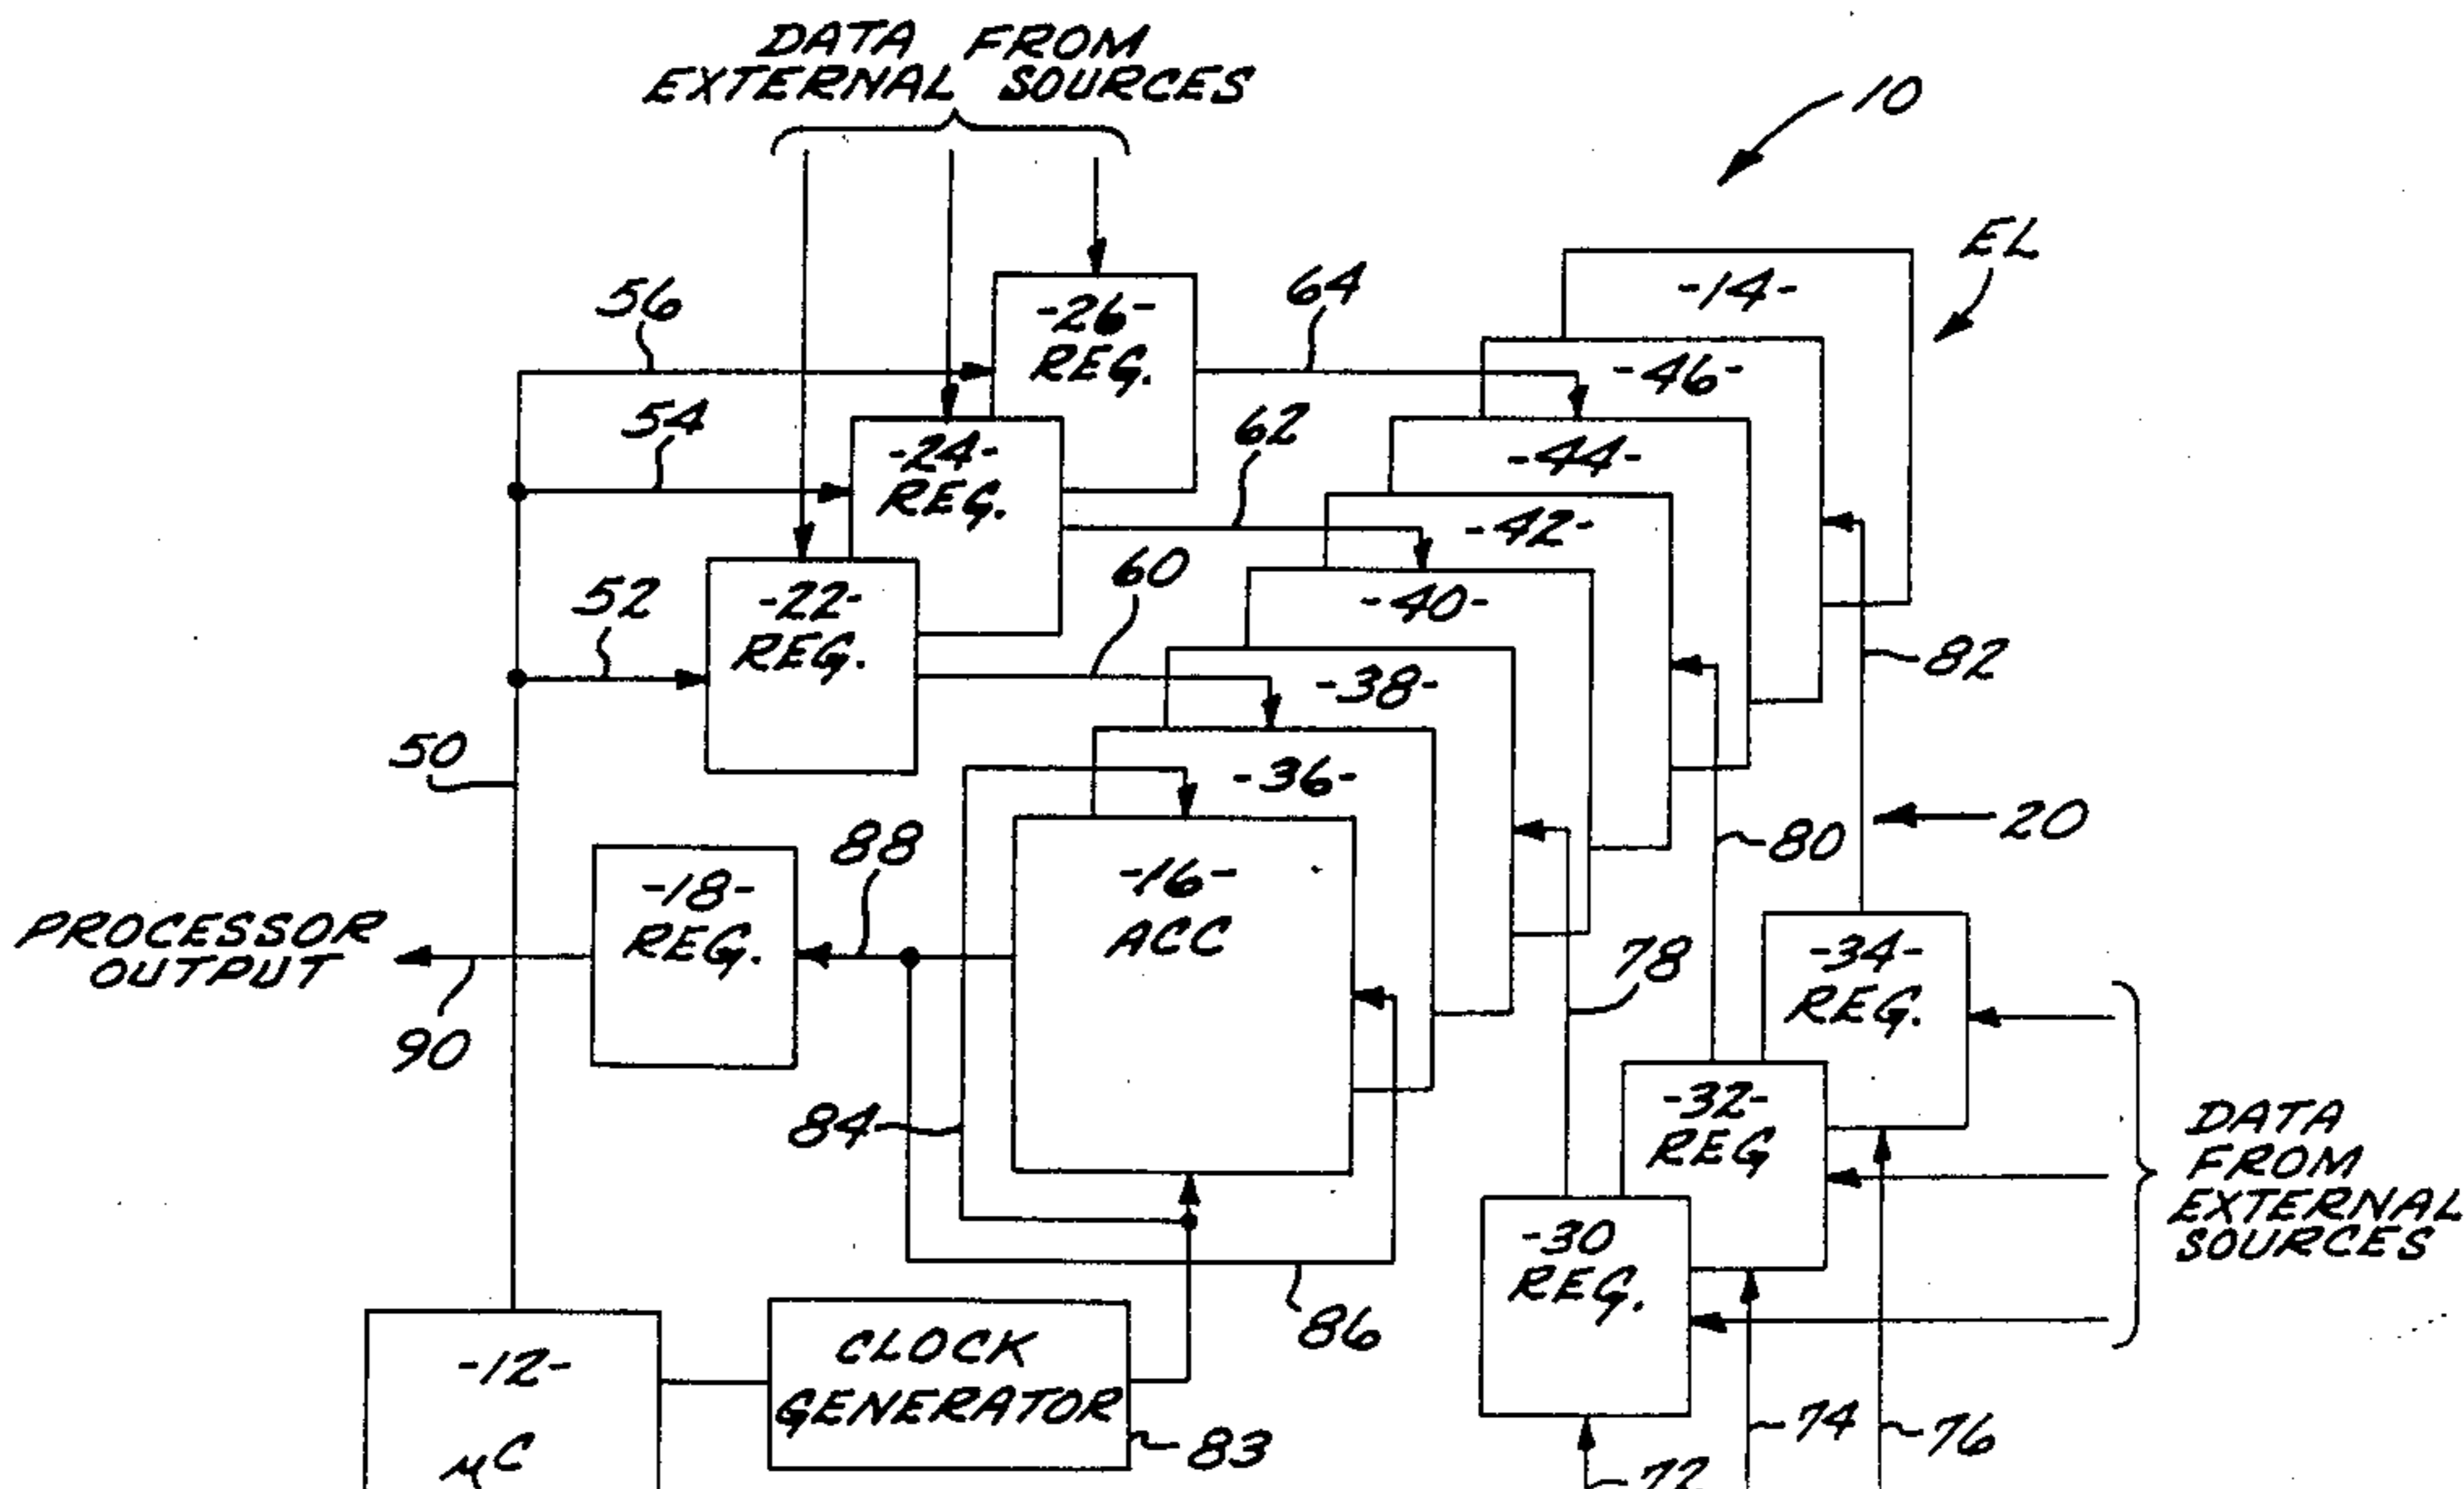 DATA FROM
EXTERNAL SOURCES
10
EL
-14-
56
-26-
REG.
64
-46-
54
-24-
REG.
62
-44-
-42-
52
-22-
REG.
60
-40-
-38-
82
50
-36-
20
80
88
-18-
REG.
-16-
ACC
PROCESSOR
OUTPUT
90
78
-34-
REG.
84
-32-
REG
DATA
FROM
EXTERNAL
SOURCES
-30
REG.
86
-12-
μC
CLOCK
GENERATOR
83
74
76
72